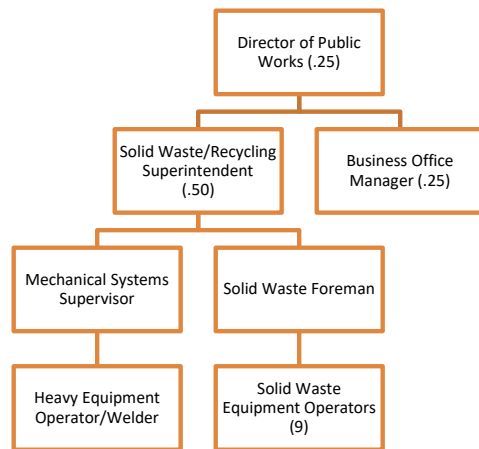 Director of Public
Works (.25)
Solid Waste/Recycling
Superintendent
(.50)
Business Office
Manager (.25)
Mechanical Systems
Supervisor
Solid Waste Foreman
Heavy Equipment
Operator/Welder
Solid Waste
Equipment Operators
(9)